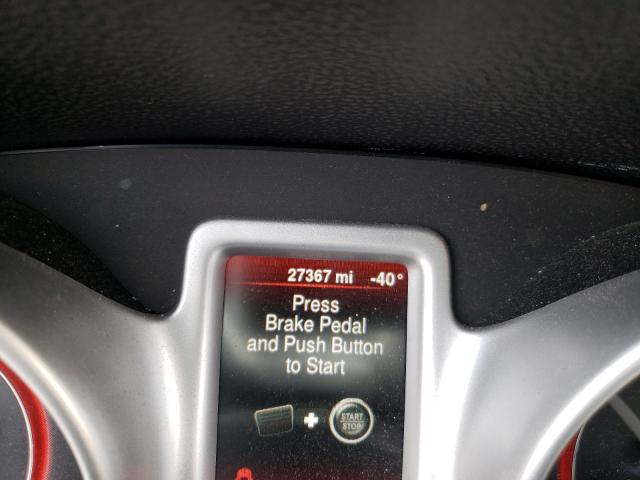 27367 mi -40°
Press
Brake Pedal
and Push Button
to Start
START
STOP